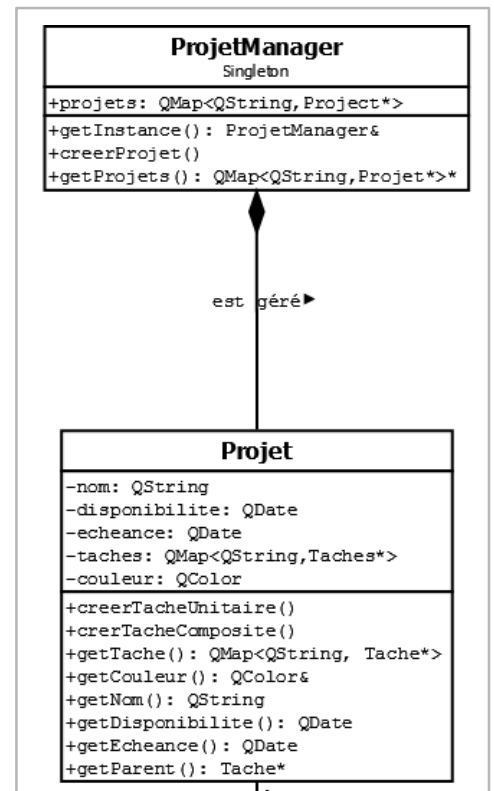 ProjetManager
Singleton
+projets: QMap<QString,Project*>
+getInstance(): ProjetManager&
+creerProjet()
+getProjets(): QMap<QString,Projet*>*
est géré►
Projet
-nom: QString
-disponibilite: QDate
-echeance: QDate
-taches: QMap<QString,Taches*>
-couleur: QColor
+creerTacheUnitaire()
+crerTacheComposite()
+getTache(): QMap<QString, Tache*>
+getCouleur(): QColor&
+getNom(): QString
+getDisponibilite(): QDate
+getEcheance(): QDate
+getParent(): Tache*